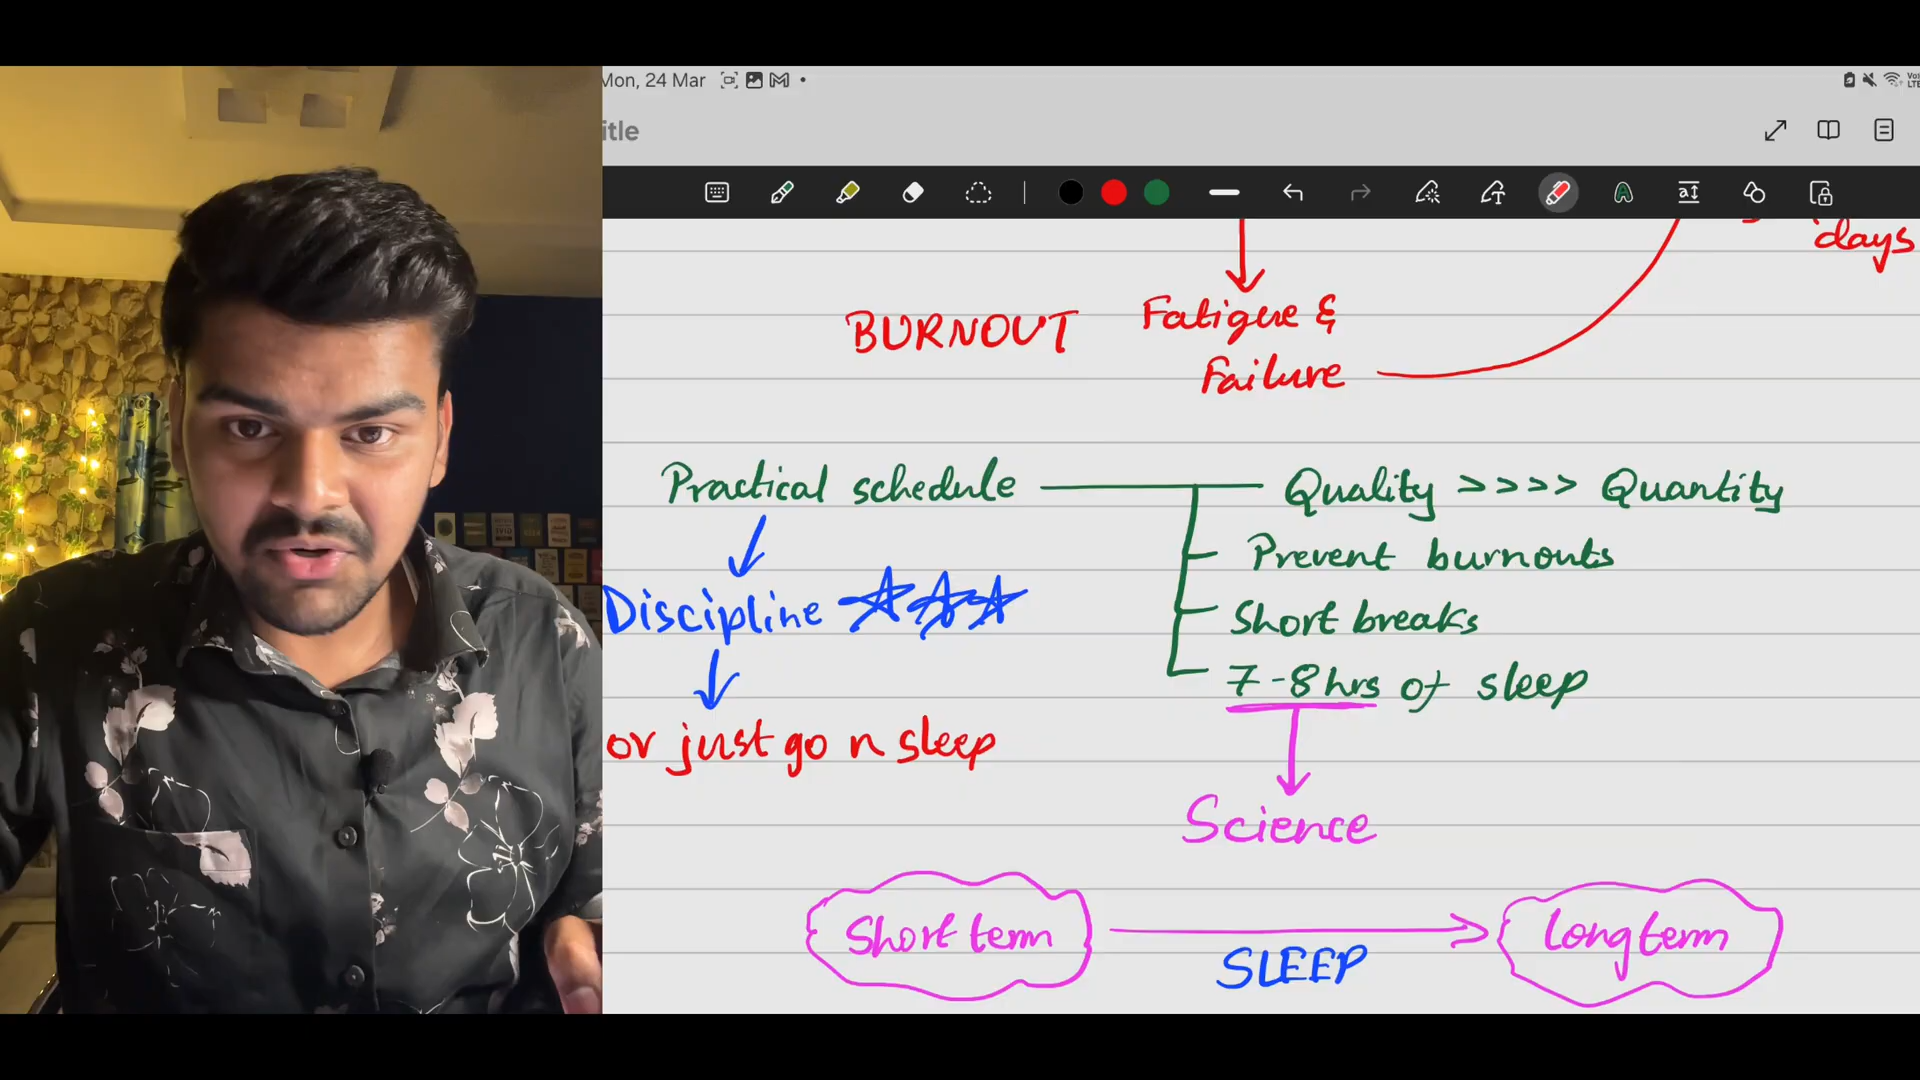 Mon, 24 Mar
itle
days
BURNOUT
Fatigue &
Failure
Practical schedule
Quality >>>> Quantity
Prevent burnouts
Short breaks
7-8 hrs of sleep
Discipline
or just go n sleep
Science
Short term
SLEEP
Long term